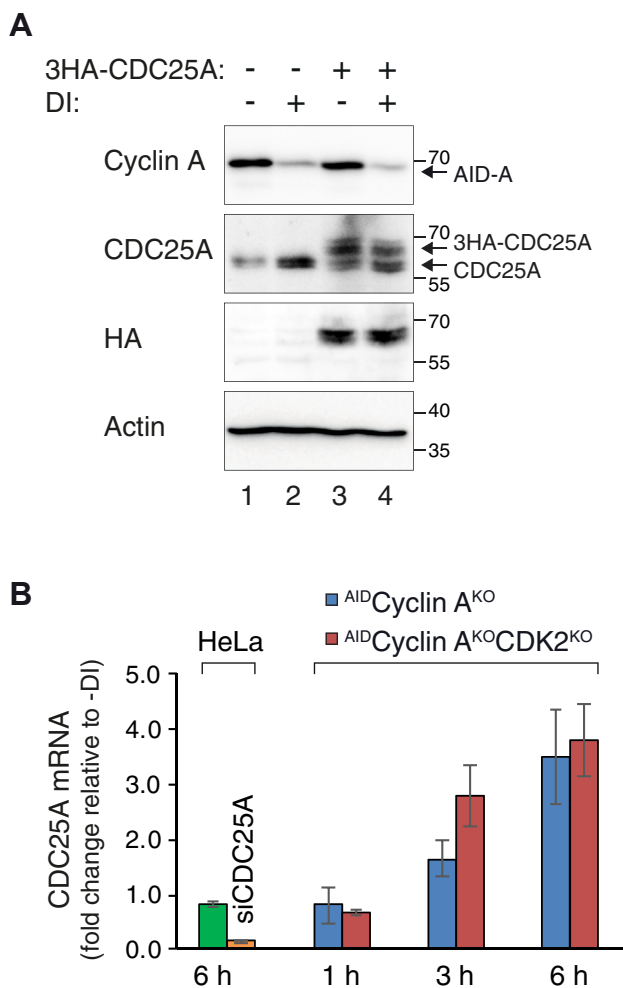 A
3HA-CDC25A: - - + +
DI: - + - +
Cyclin A
70
AID-A
CDC25A
70
3HA-CDC25A
CDC25A
55
HA
70
55
Actin
40
35
1 2 3 4
B
AIDCyclin AKO
HeLa
AIDCyclin AKOCDK2KO
CDC25A mRNA
(fold change relative to -DI)
5.0
4.0
3.0
2.0
1.0
0.0
siCDC25A
6 h 1 h 3 h 6 h